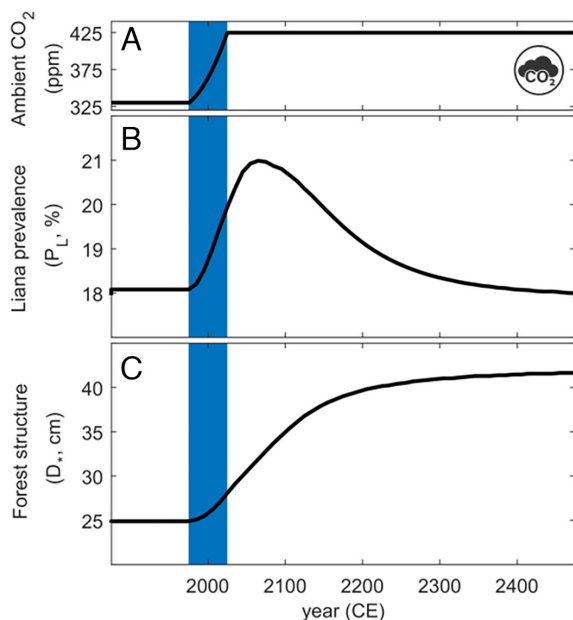 A
Ambient CO2
(ppm)
425
375
325
CO2
B
Liana prevalence
(PL, %)
21
20
19
18
C
Forest structure
(D*, cm)
40
35
30
25
2000
2100
2200
2300
2400
year (CE)